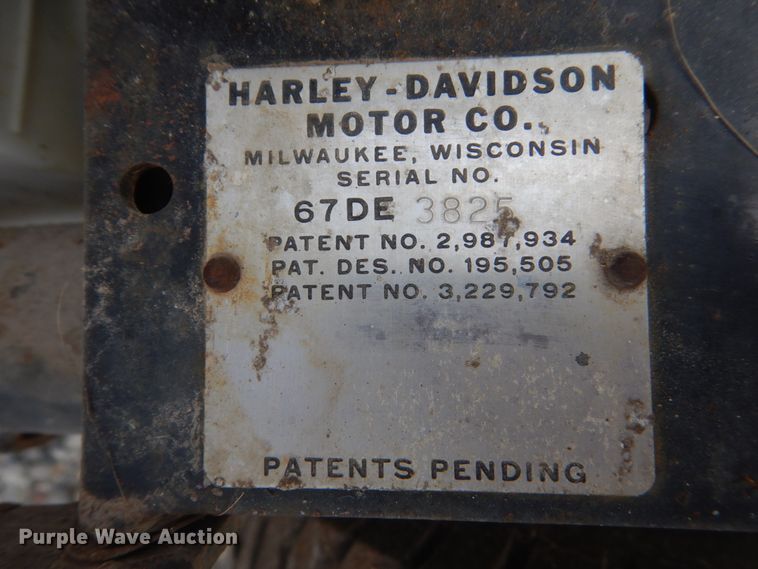 HARLEY-DAVIDSON
MOTOR CO.
MILWAUKEE, WISCONSIN
SERIAL NO.
67DE 3825
PATENT NO. 2,987,934
PAT. DES. NO. 195,505
PATENT NO. 3,229,792
PATENTS PENDING
Purple Wave Auction